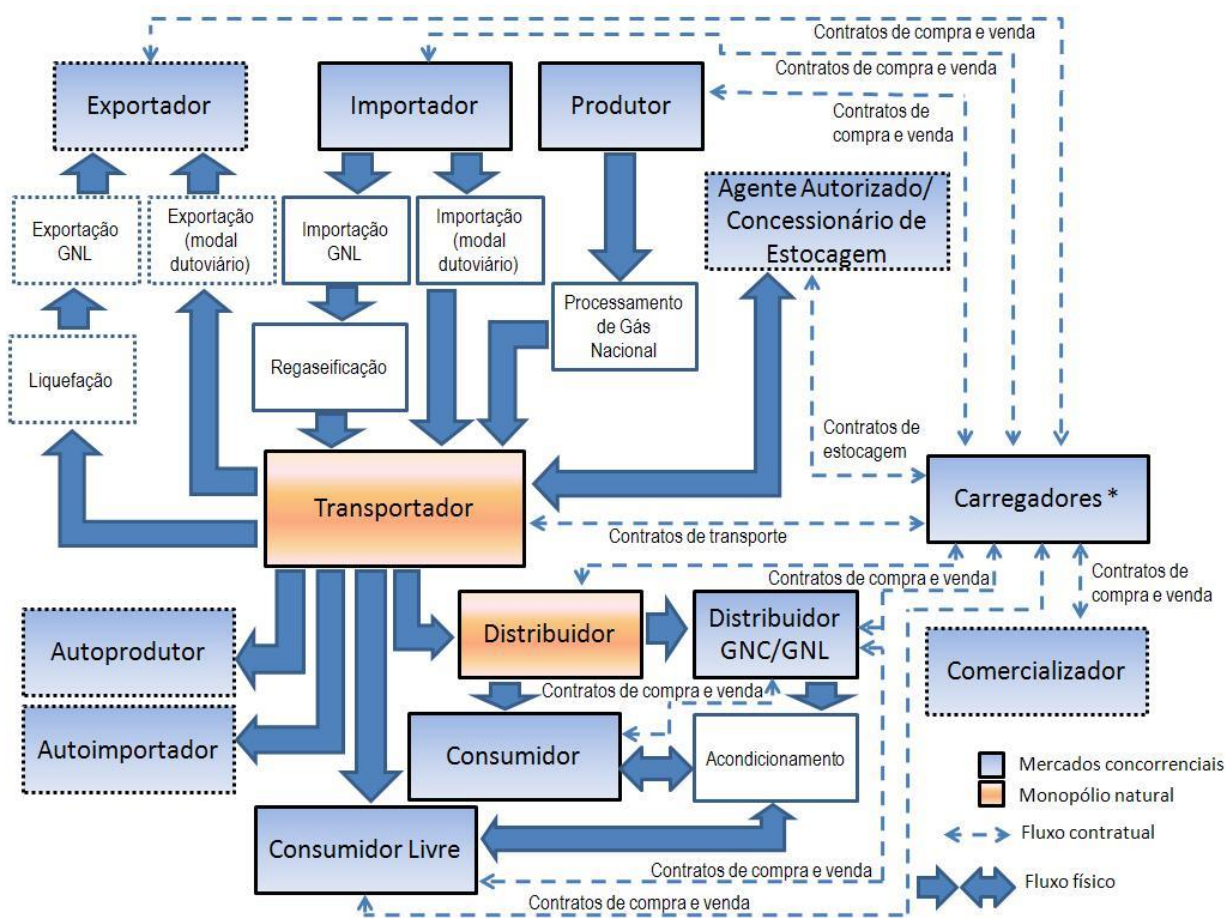 Contratos de compra e venda
Contratos de compra e venda
Contratos de
compra e venda
Exportador
Importador
Produtor
Agente Autorizado/
Concessionário de
Estocagem
Exportação
GNL
Exportação
(modal
dutoviário)
Importação
GNL
Importação
(modal
dutoviário)
Processamento
de Gás
Nacional
Liquefação
Regaseificação
Contratos de
estocagem
Transportador
Carregadores *
Contratos de transporte
Contratos de compra e venda
Contratos de
compra e venda
Autoprodutor
Distribuidor
Distribuidor
GNC/GNL
Comercializador
Contratos de compra e venda
Autoimportador
Consumidor
Acondicionamento
Mercados concorrenciais
Monopólio natural
Fluxo contratual
Consumidor Livre
Contratos de compra e venda
Fluxo físico
Contratos de compra e venda